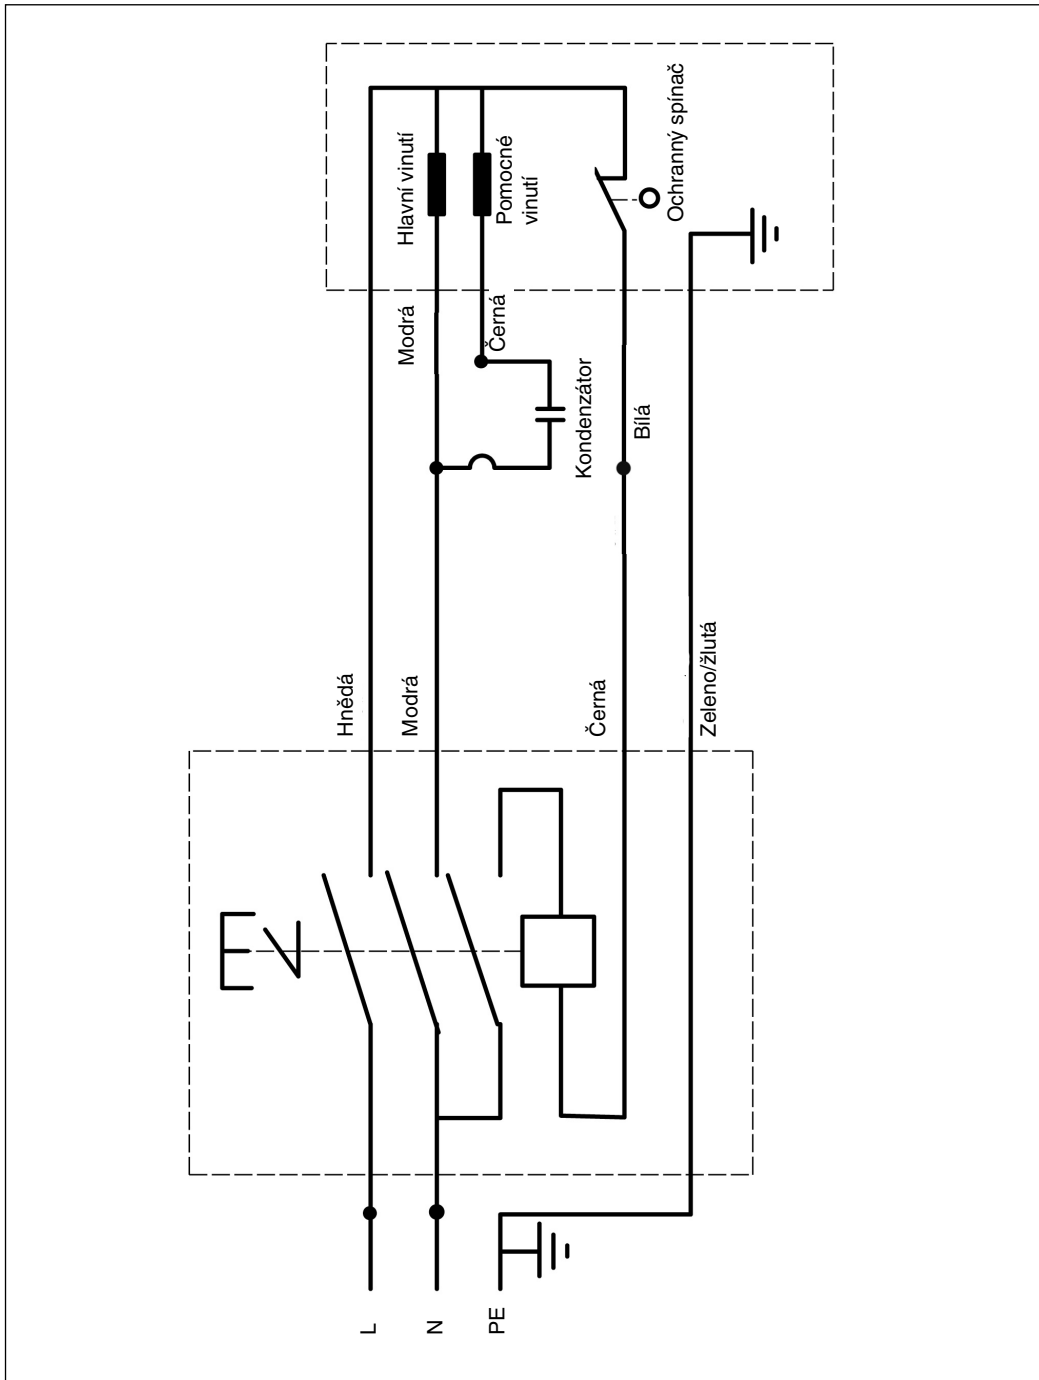 Hlavní vinutí
Pomocné
vinutí
Ochranný spínač
Modrá
Černá
Kondenzátor
Bílá
Hnědá
Modrá
Černá
Zeleno/žlutá
L
N
PE